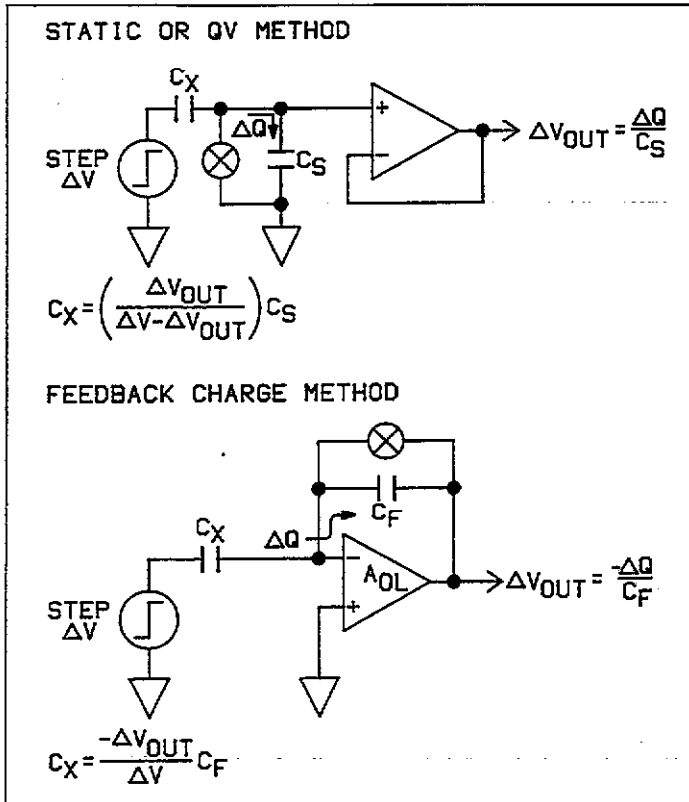 STATIC OR QV METHOD
CX
ΔQ
CS
STEP
ΔV
+
−
ΔVOUT = ΔQ/CS
CX = (ΔVOUT/(ΔV−ΔVOUT)) CS
FEEDBACK CHARGE METHOD
CF
CX
ΔQ
−
AOL
+
STEP
ΔV
ΔVOUT = −ΔQ/CF
CX = −ΔVOUT/ΔV CF